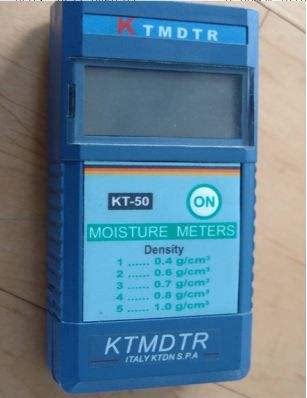 KTMDTR
KT-50
ON
MOISTURE METERS
Density
1 ...... 0.4 g/cm³
2 ...... 0.6 g/cm³
3 ...... 0.7 g/cm³
4 ...... 0.8 g/cm³
5 ...... 1.0 g/cm³
KTMDTR
ITALY KTDN S.P.A